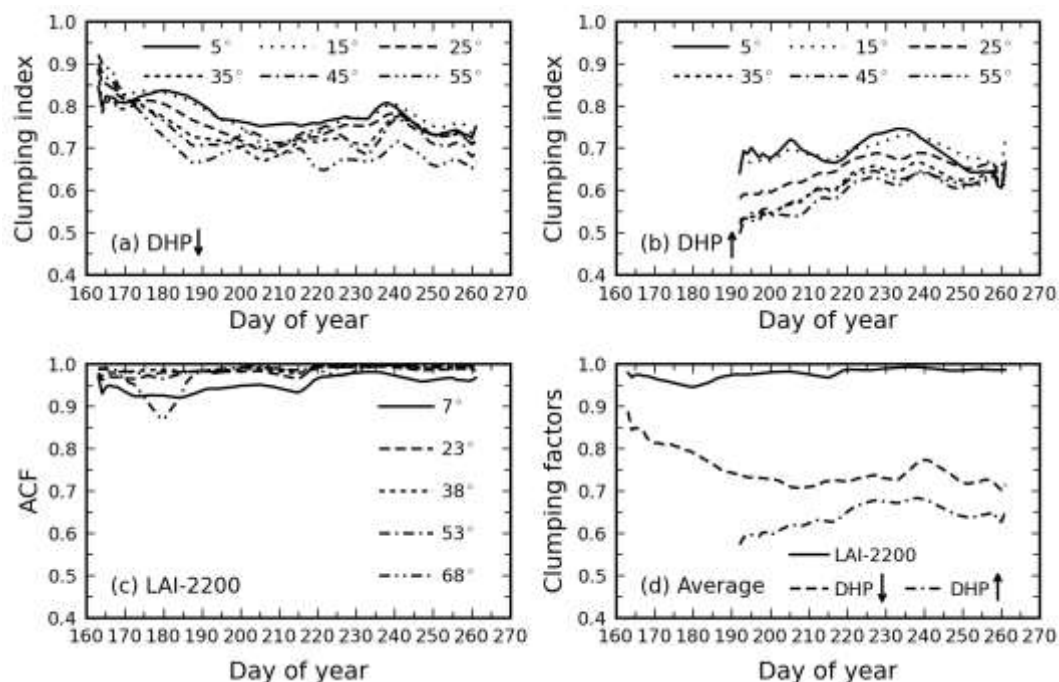 Clumping index
1.0
0.9
0.8
0.7
0.6
0.5
0.4
5° 15° 25°
35° 45° 55°
(a) DHP↓
160 170 180 190 200 210 220 230 240 250 260 270
Day of year
Clumping index
1.0
0.9
0.8
0.7
0.6
0.5
0.4
5° 15° 25°
35° 45° 55°
(b) DHP↑
160 170 180 190 200 210 220 230 240 250 260 270
Day of year
ACF
1.0
0.9
0.8
0.7
0.6
0.5
0.4
7°
23°
38°
53°
68°
(c) LAI-2200
160 170 180 190 200 210 220 230 240 250 260 270
Day of year
Clumping factors
1.0
0.9
0.8
0.7
0.6
0.5
0.4
LAI-2200
(d) Average DHP↓ DHP↑
160 170 180 190 200 210 220 230 240 250 260 270
Day of year